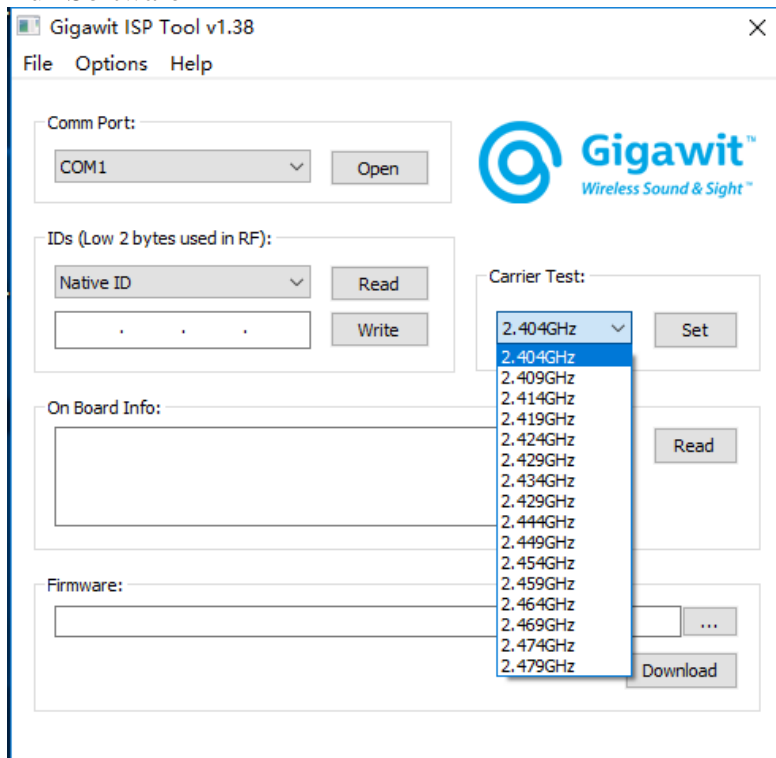 Gigawit ISP Tool v1.38
File Options Help
Comm Port:
COM1
Open
Gigawit™
Wireless Sound & Sight™
IDs (Low 2 bytes used in RF):
Native ID
Read
. . .
Write
Carrier Test:
2.404GHz
Set
2.404GHz
2.409GHz
2.414GHz
2.419GHz
2.424GHz
2.429GHz
2.434GHz
2.429GHz
2.444GHz
2.449GHz
2.454GHz
2.459GHz
2.464GHz
2.469GHz
2.474GHz
2.479GHz
On Board Info:
Read
Firmware:
...
Download